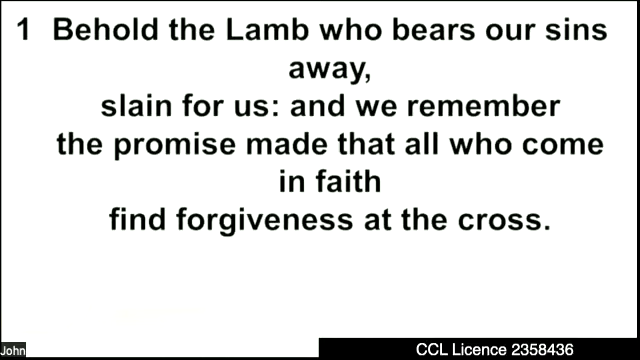 1 Behold the Lamb who bears our sins
away,
slain for us: and we remember
the promise made that all who come
in faith
find forgiveness at the cross.
John
CCL Licence 2358436